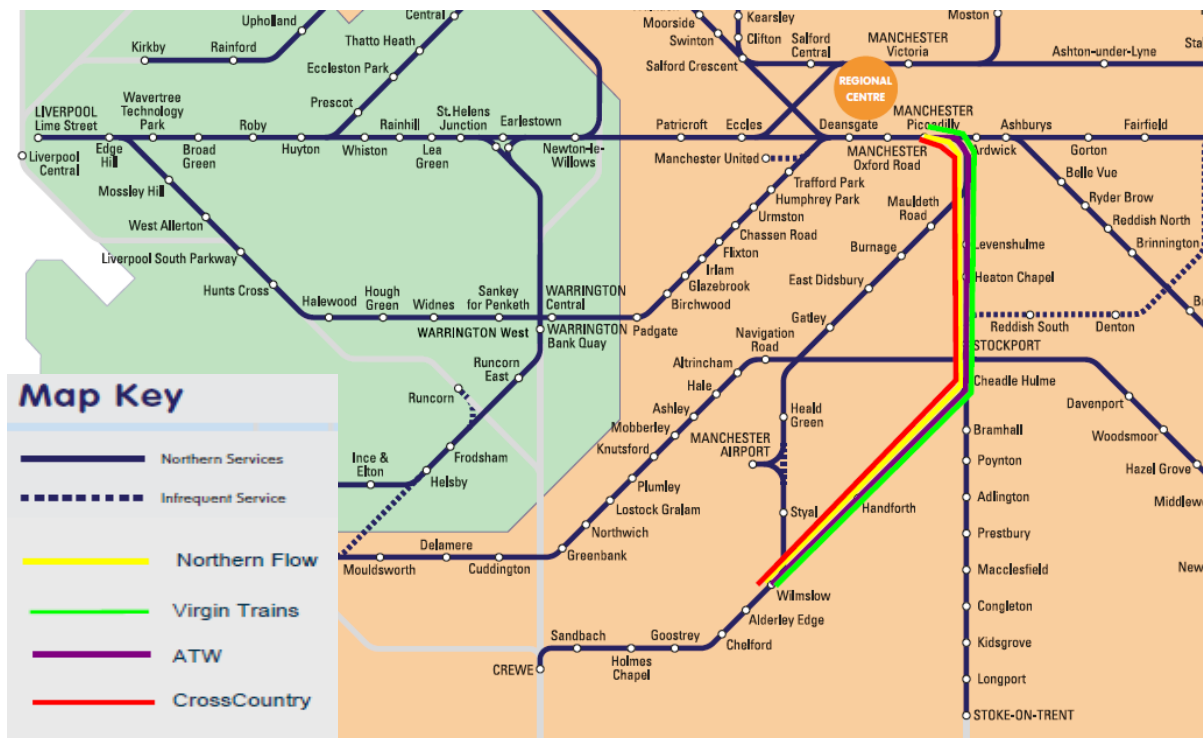 Upholland
Central
Moorside
Kearsley
Moston
Kirkby
Rainford
Thatto Heath
Swinton
Clifton
Salford
Central
MANCHESTER
Victoria
Ashton-under-Lyne
Eccleston Park
Salford Crescent
REGIONAL
CENTRE
Prescot
LIVERPOOL
Lime Street
Wavertree
Technology
Park
Roby
Rainhill
St.Helens
Junction
Earlestown
Patricroft
Eccles
Deansgate
MANCHESTER
Piccadilly
Ashburys
Fairfield
Liverpool
Central
Edge
Hill
Broad
Green
Huyton
Whiston
Lea
Green
Newton-le-
Willows
Manchester United
MANCHESTER
Oxford Road
Ardwick
Gorton
Mossley Hill
Trafford Park
Humphrey Park
Belle Vue
West Allerton
Urmston
Mauldeth
Road
Ryder Brow
Chassen Road
Reddish North
Liverpool South Parkway
Flixton
Burnage
Levenshulme
Brinnington
Irlam
Glazebrook
Heaton Chapel
Hunts Cross
Birchwood
East Didsbury
Halewood
Hough
Green
Widnes
Sankey
for Penketh
WARRINGTON
Central
Padgate
Gatley
Reddish South
Denton
WARRINGTON West
WARRINGTON
Bank Quay
Navigation
Road
STOCKPORT
Runcorn
East
Altrincham
Cheadle Hulme
Runcorn
Hale
Davenport
Ashley
Heald
Green
Mobberley
Bramhall
Woodsmoor
Knutsford
MANCHESTER
AIRPORT
Ince &
Elton
Frodsham
Poynton
Hazel Grove
Helsby
Plumley
Adlington
Lostock Gralam
Styal
Handforth
Northwich
Prestbury
Mouldsworth
Delamere
Cuddington
Greenbank
Macclesfield
Wilmslow
Alderley Edge
Congleton
Sandbach
Goostrey
Chelford
Kidsgrove
CREWE
Holmes
Chapel
Longport
STOKE-ON-TRENT
Map Key
Northern Services
Infrequent Service
Northern Flow
Virgin Trains
ATW
CrossCountry